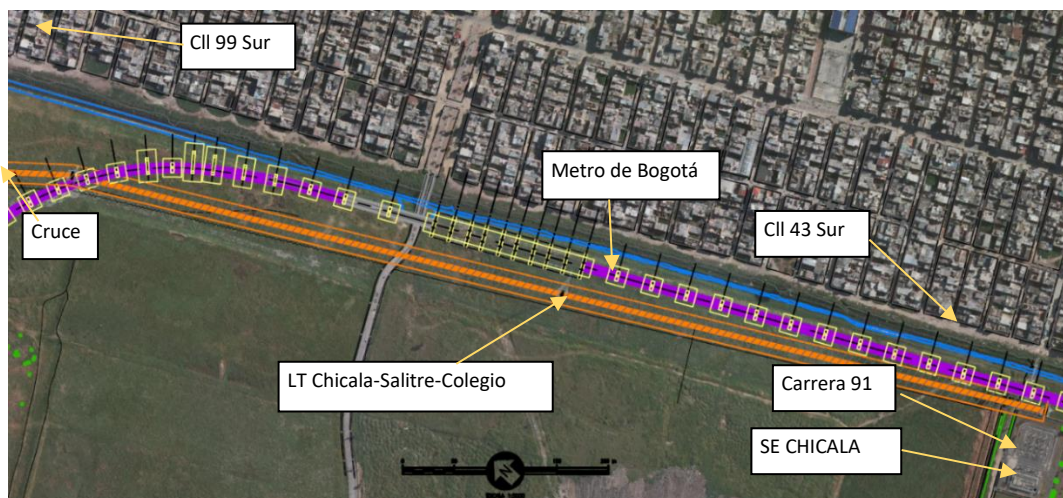 Cll 99 Sur
Metro de Bogotá
Cll 43 Sur
Cruce
LT Chicala-Salitre-Colegio
Carrera 91
SE CHICALA
N